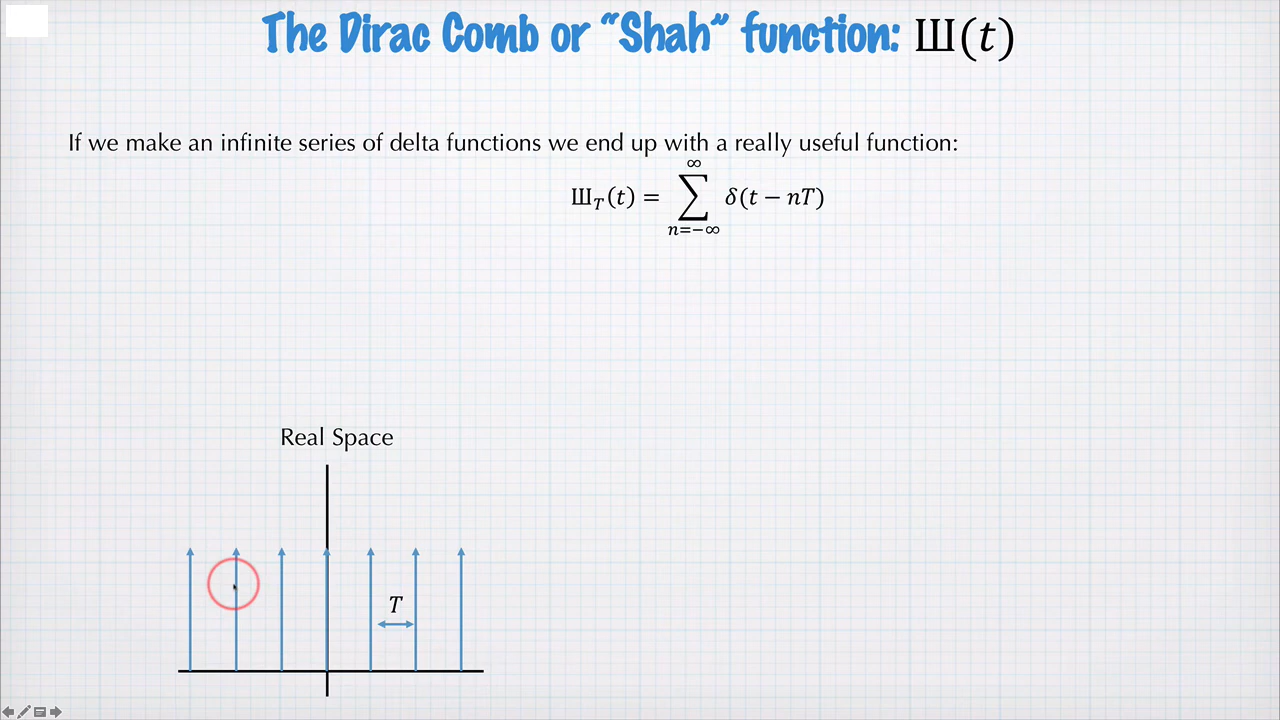 The Dirac Comb or “Shah” function: Ш(t)
If we make an infinite series of delta functions we end up with a really useful function:
Ш_T(t) = ∑_{n=−∞}^{∞} δ(t − nT)
Real Space
T